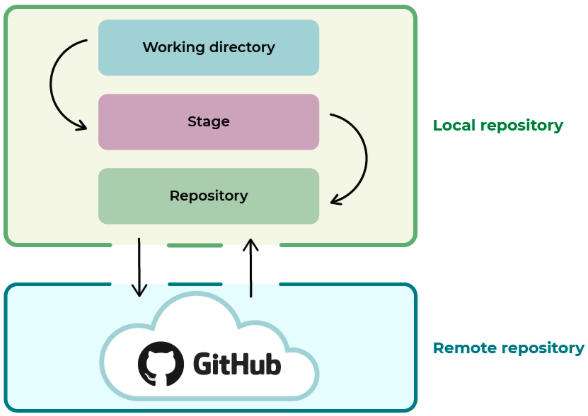 Working directory
Stage
Local repository
Repository
GitHub
Remote repository